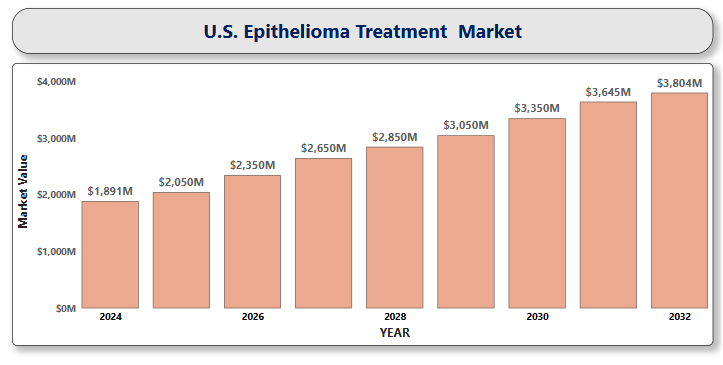 U.S. Epithelioma Treatment Market
$4,000M
$3,000M
$2,000M
$1,000M
$0M
Market Value
$1,891M
$2,050M
$2,350M
$2,650M
$2,850M
$3,050M
$3,350M
$3,645M
$3,804M
2024
2026
2028
2030
2032
YEAR